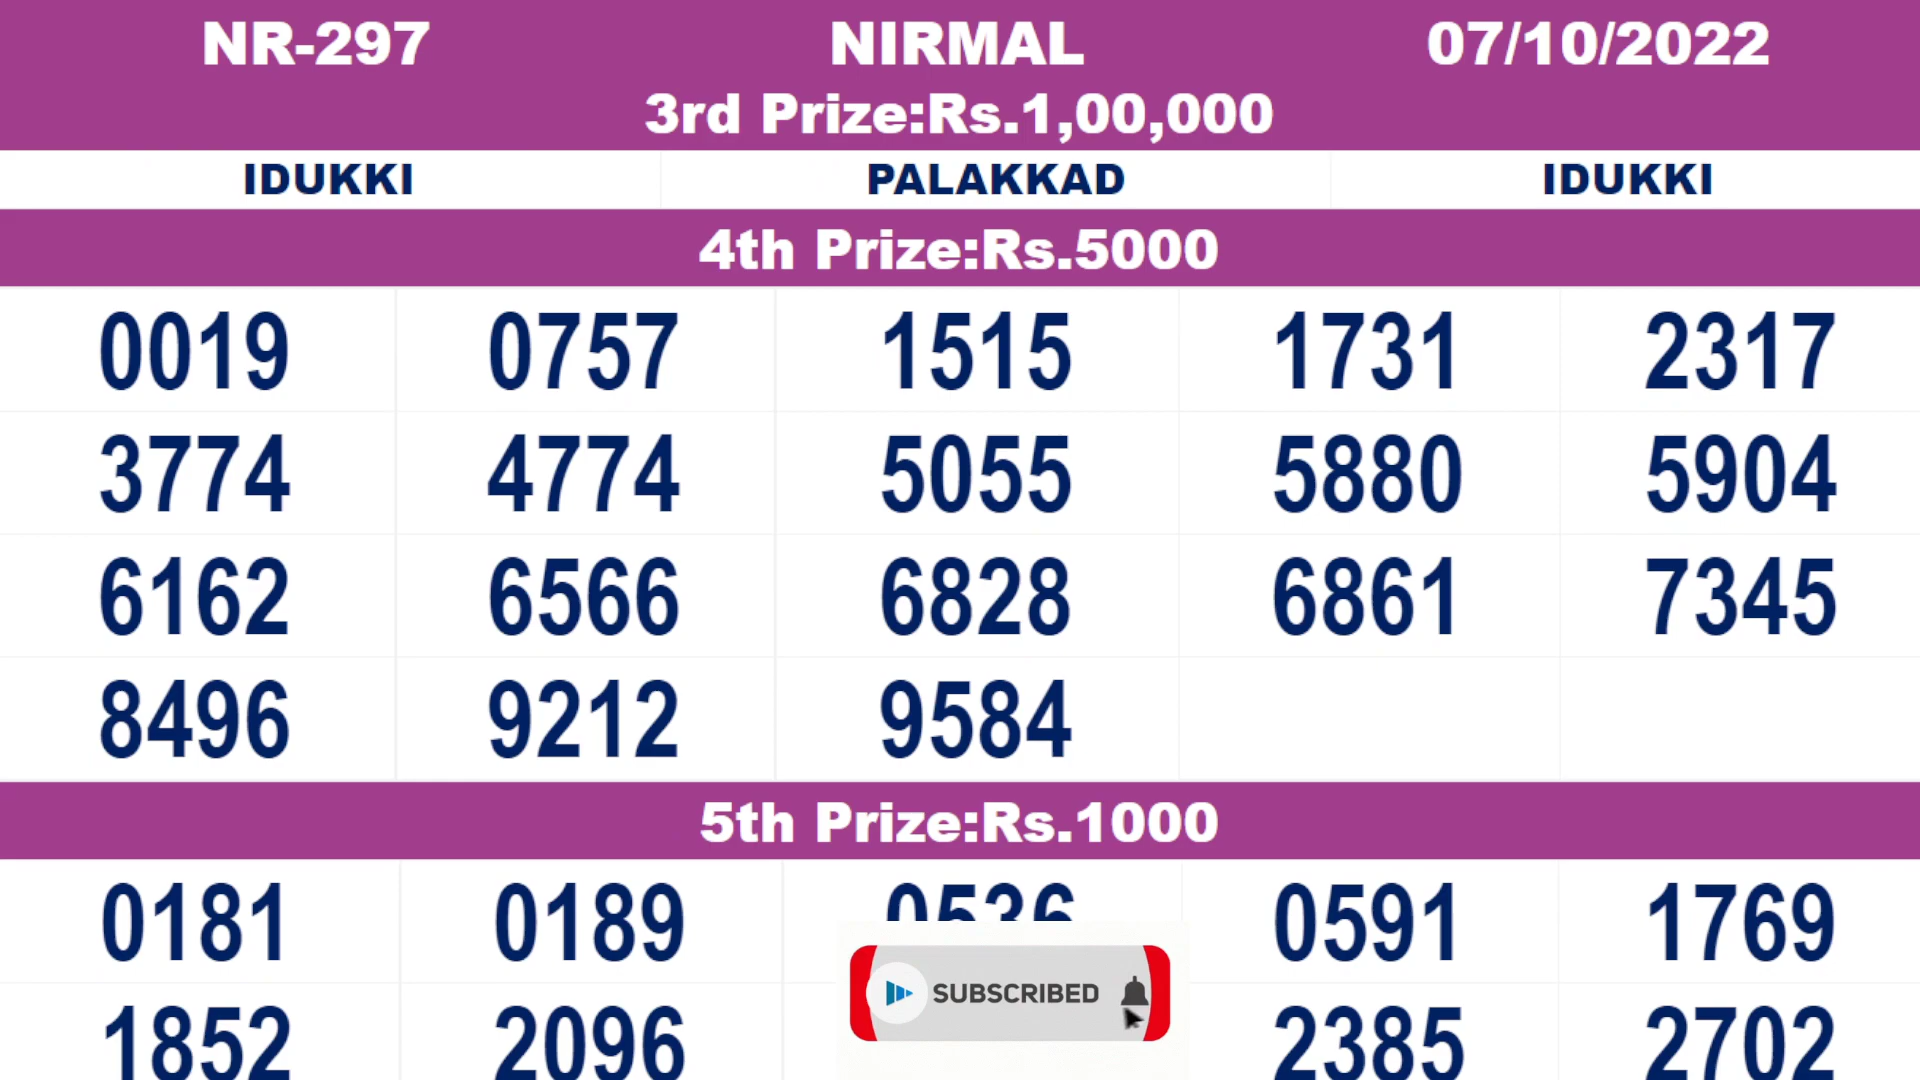 NR-297 NIRMAL 07/10/2022
3rd Prize:Rs.1,00,000
IDUKKI PALAKKAD IDUKKI
4th Prize:Rs.5000
0019 0757 1515 1731 2317
3774 4774 5055 5880 5904
6162 6566 6828 6861 7345
8496 9212 9584
5th Prize:Rs.1000
0181 0189 0536 0591 1769
SUBSCRIBED
1852 2096 2385 2702